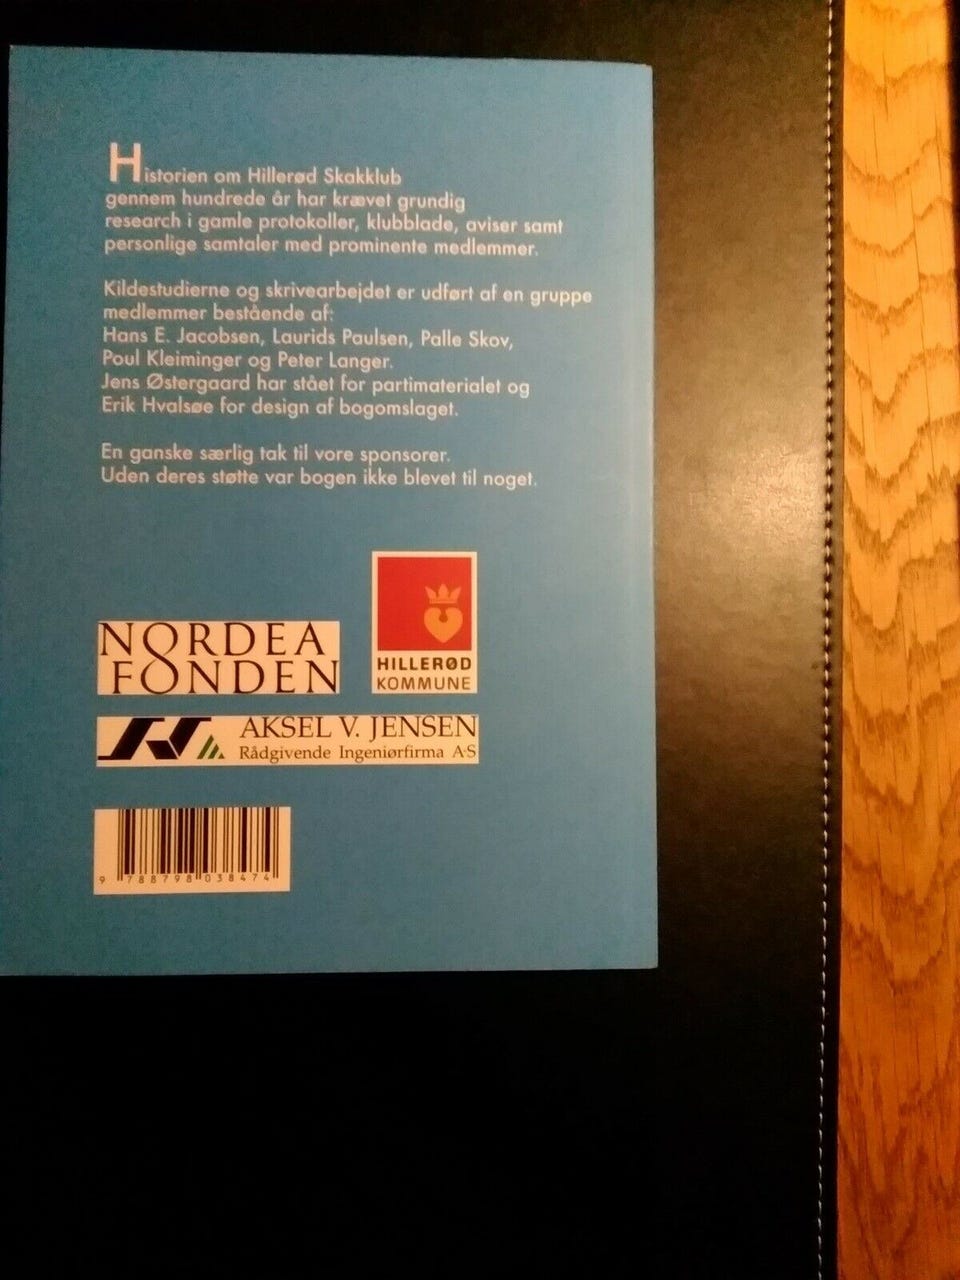 Historien om Hillerød Skakklub
gennem hundrede år har krævet grundig
research i gamle protokoller, klubblade, aviser samt
personlige samtaler med prominente medlemmer.
Kildestudierne og skrivearbejdet er udført af en gruppe
medlemmer bestående af:
Hans E. Jacobsen, Laurids Paulsen, Palle Skov,
Poul Kleiminger og Peter Langer.
Jens Østergaard har stået for partimaterialet og
Erik Hvalsøe for design af bogomslaget.
En ganske særlig tak til vore sponsorer.
Uden deres støtte var bogen ikke blevet til noget.
NORDEA
FONDEN
HILLERØD
KOMMUNE
AKSEL V. JENSEN
Rådgivende Ingeniørfirma A·S
9 788798 038474